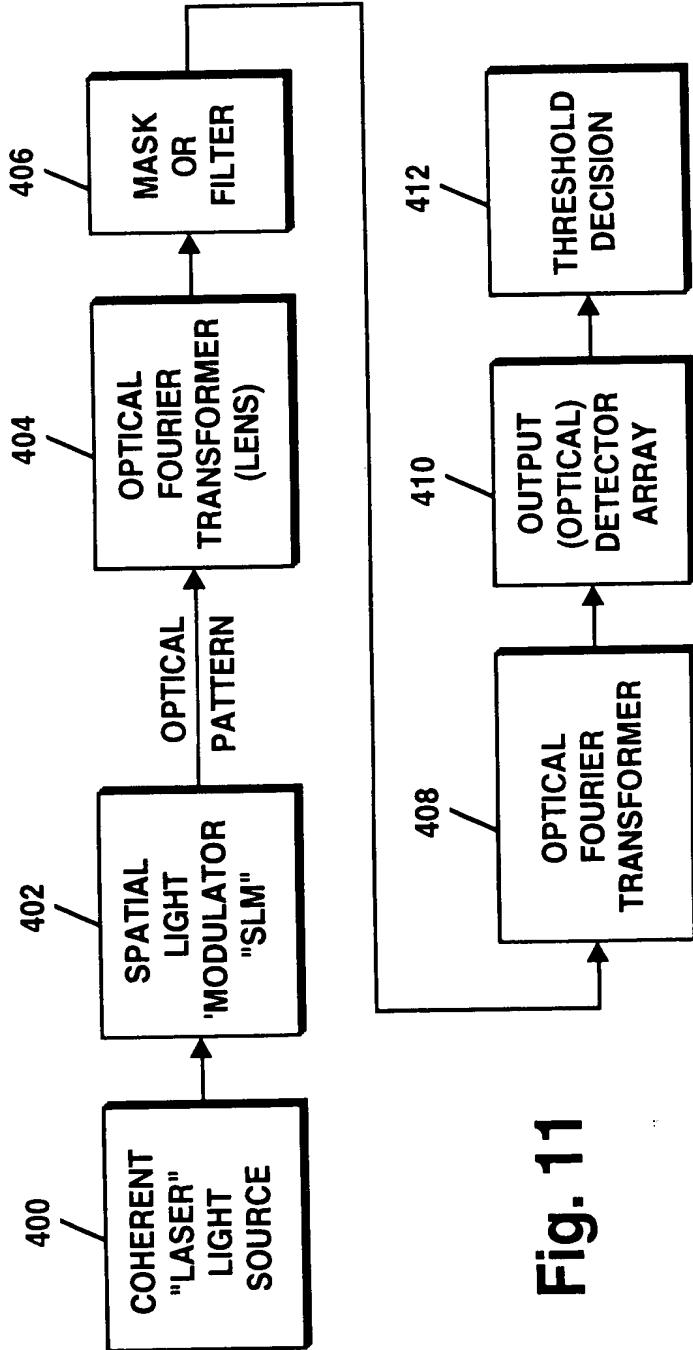 400
COHERENT
"LASER"
LIGHT
SOURCE
402
SPATIAL
LIGHT
'MODULATOR
"SLM"
OPTICAL
PATTERN
404
OPTICAL
FOURIER
TRANSFORMER
(LENS)
406
MASK
OR
FILTER
408
OPTICAL
FOURIER
TRANSFORMER
410
OUTPUT
(OPTICAL)
DETECTOR
ARRAY
412
THRESHOLD
DECISION
Fig. 11